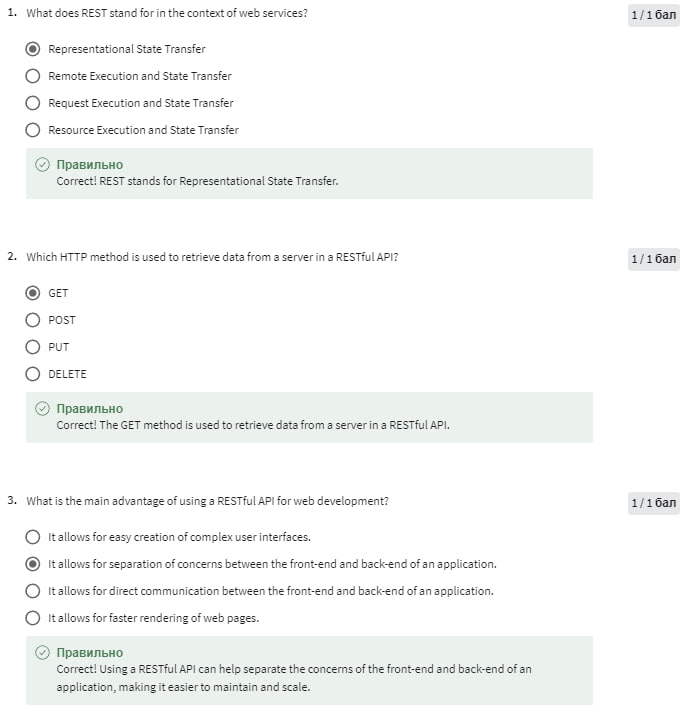 1. What does REST stand for in the context of web services?
1 / 1 бал
Representational State Transfer
Remote Execution and State Transfer
Request Execution and State Transfer
Resource Execution and State Transfer
Правильно
Correct! REST stands for Representational State Transfer.
2. Which HTTP method is used to retrieve data from a server in a RESTful API?
1 / 1 бал
GET
POST
PUT
DELETE
Правильно
Correct! The GET method is used to retrieve data from a server in a RESTful API.
3. What is the main advantage of using a RESTful API for web development?
1 / 1 бал
It allows for easy creation of complex user interfaces.
It allows for separation of concerns between the front-end and back-end of an application.
It allows for direct communication between the front-end and back-end of an application.
It allows for faster rendering of web pages.
Правильно
Correct! Using a RESTful API can help separate the concerns of the front-end and back-end of an
application, making it easier to maintain and scale.